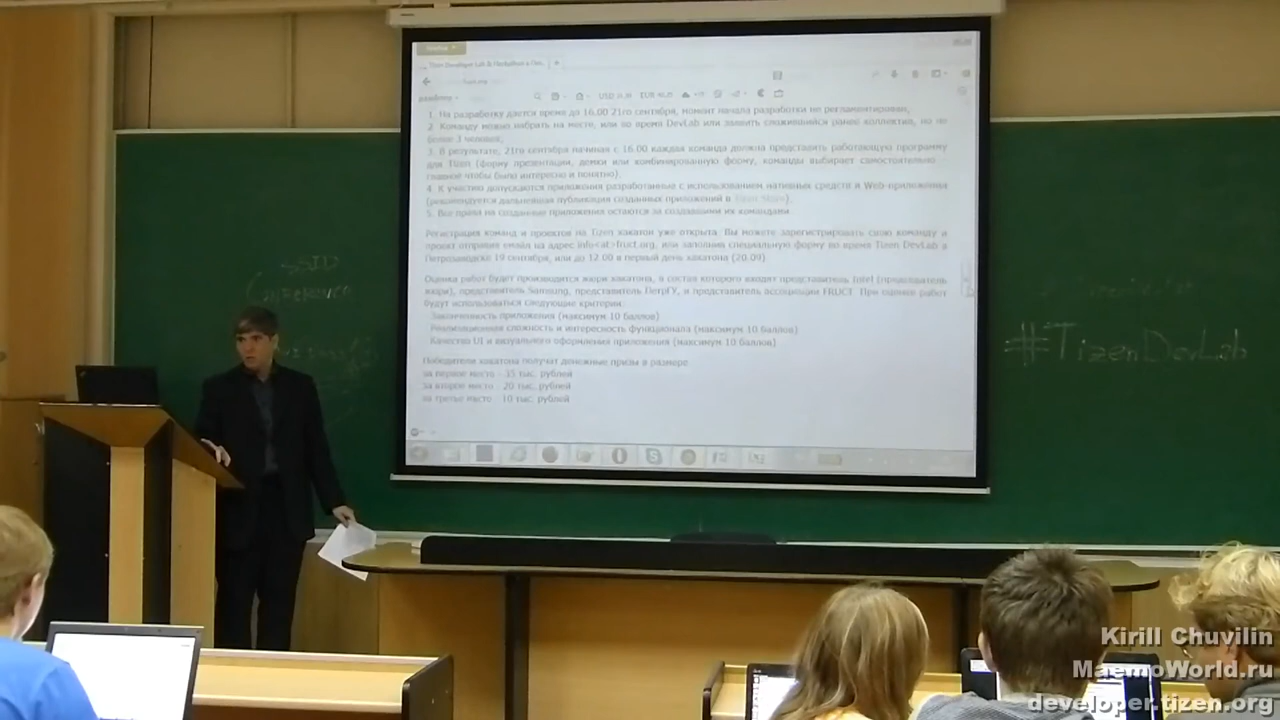 Tizen Developer Lab & Hackathon в Пет...
1. На разработку дается время до 16.00 21го сентября, момент начала разработки не регламентирован,
2. Команду можно набрать на месте, или во время DevLab или заявить сложившийся ранее коллектив, но не
более 3 человек,
3. В результате, 21го сентября начиная с 16.00 каждая команда должна представить работающую программу
для Tizen (форму презентации, демки или комбинированную форму, команды выбирает самостоятельно -
главное чтобы было интересно и понятно).
4. К участию допускаются приложения разработанные с использованием нативных средств и Web-приложения
(рекомендуется дальнейшая публикация созданных приложений в Tizen Store)
5. Все права на созданные приложения остаются за создавшими их командами
Регистрация команд и проектов на Tizen хакатон уже открыта. Вы можете зарегистрировать свою команду и
проект отправив емайл на адрес info<at>fruct.org, или заполнив специальную форму во время Tizen DevLab в
Петрозаводске 19 сентября, или до 12.00 в первый день хакатона (20.09)
Оценка работ будет производится жюри хакатона, в состав которого входят представитель Intel (председатель
жюри), представитель Samsung, представитель ПетрГУ, и представитель ассоциации FRUCT. При оценке работ
будут использоваться следующие критерии:
Законченность приложения (максимум 10 баллов)
Реализационная сложность и интересность функционала (максимум 10 баллов)
Качество UI и визуального оформления приложения (максимум 10 баллов)
Победители хакатона получат денежные призы в размере
за первое место - 35 тыс. рублей
За второе место - 20 тыс. рублей
за третье место - 10 тыс. рублей
SSID
#TizenDevLab
Kirill Chuvilin
MaemoWorld.ru
developer.tizen.org